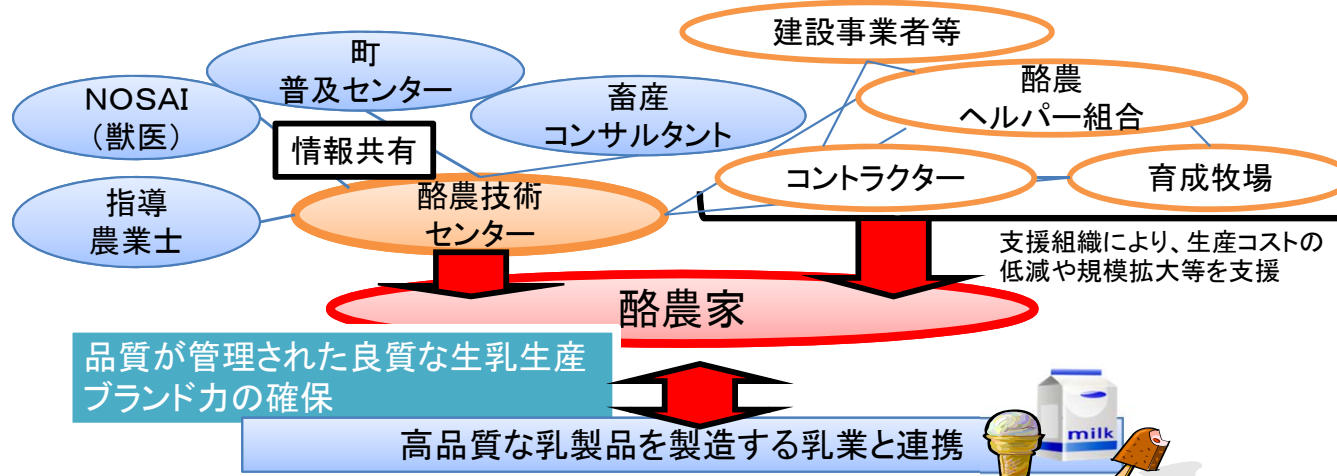 建設事業者等
町
普及センター
酪農
ヘルパー組合
NOSAI
（獣医）
畜産
コンサルタント
情報共有
コントラクター
育成牧場
酪農技術
センター
指導
農業士
支援組織により、生産コストの
低減や規模拡大等を支援
酪農家
品質が管理された良質な生乳生産
ブランド力の確保
高品質な乳製品を製造する乳業と連携
milk